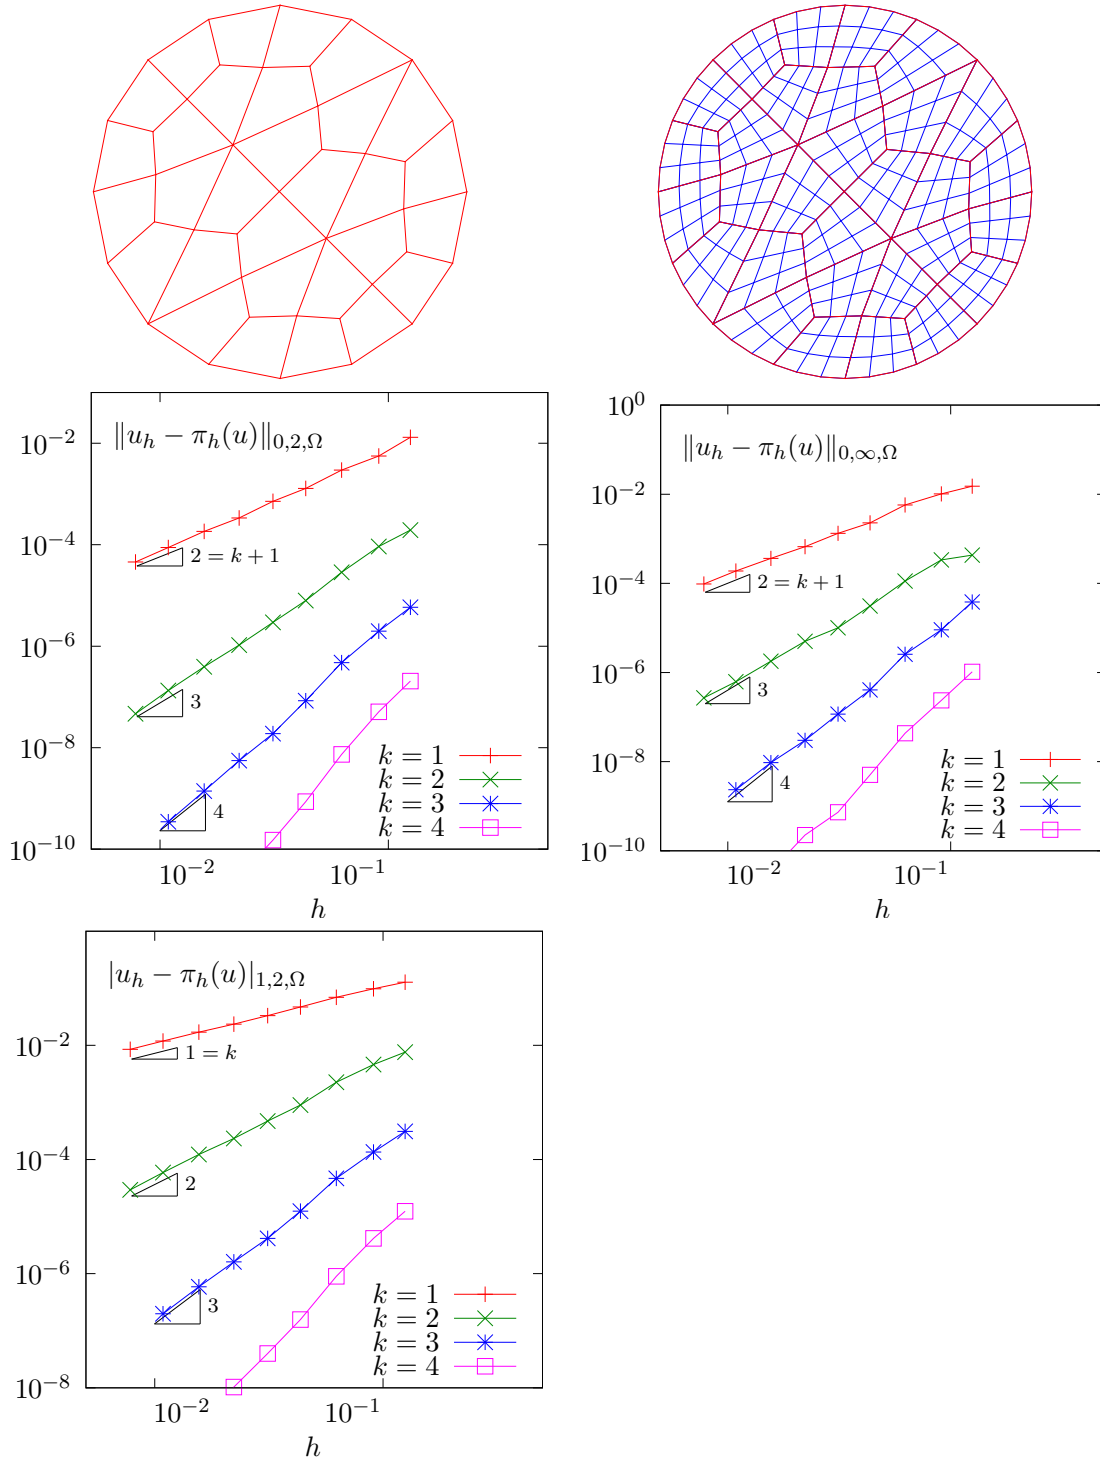 ‖u_h − π_h(u)‖_{0,2,Ω}
10^{−2}
10^{−4}
10^{−6}
10^{−8}
10^{−10}
2 = k + 1
3
4
k = 1
k = 2
k = 3
k = 4
10^{−2}
10^{−1}
h
‖u_h − π_h(u)‖_{0,∞,Ω}
10^{0}
10^{−2}
10^{−4}
10^{−6}
10^{−8}
10^{−10}
2 = k + 1
3
4
k = 1
k = 2
k = 3
k = 4
10^{−2}
10^{−1}
h
|u_h − π_h(u)|_{1,2,Ω}
10^{−2}
10^{−4}
10^{−6}
10^{−8}
1 = k
2
3
k = 1
k = 2
k = 3
k = 4
10^{−2}
10^{−1}
h